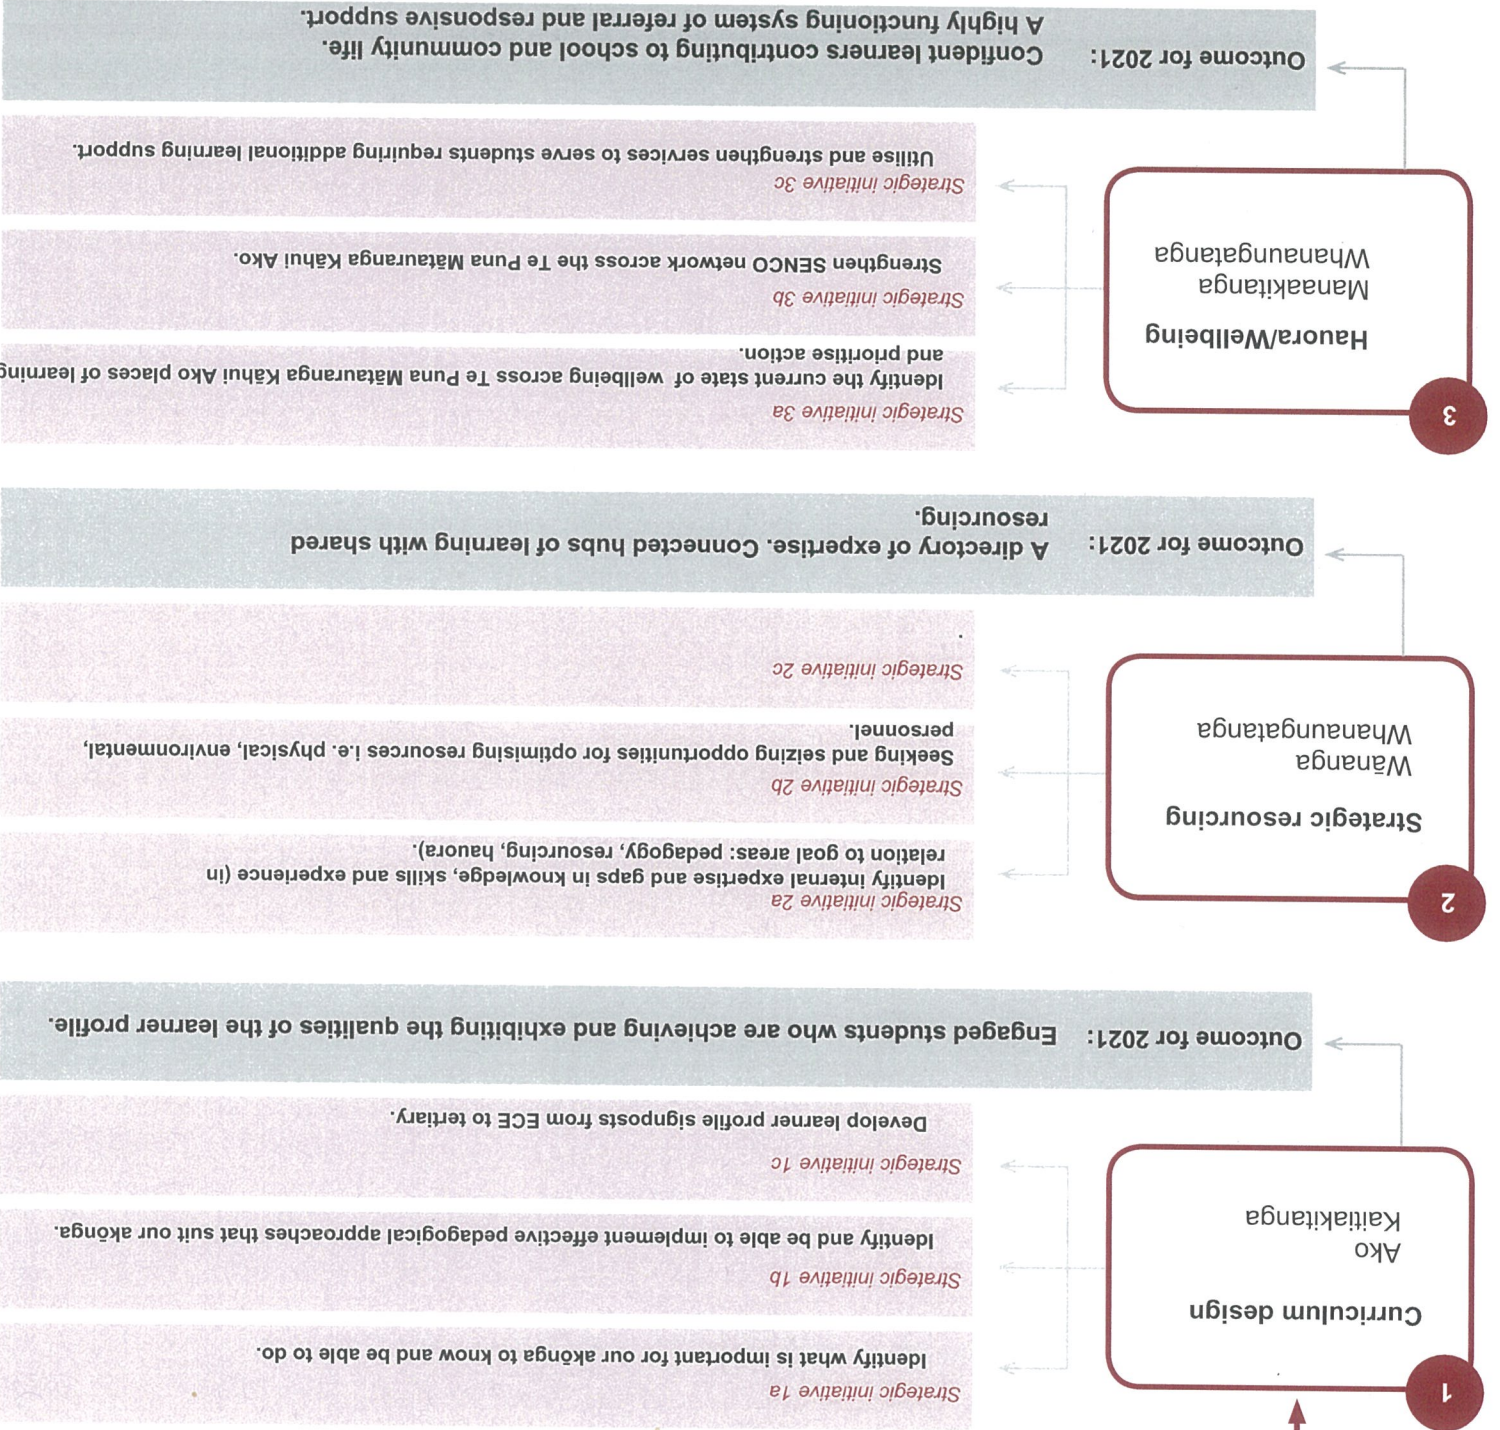 1
Curriculum design
Ako
Kaitiakitanga
Strategic initiative 1a
Identify what is important for our akōnga to know and be able to do.
Strategic initiative 1b
Identify and be able to implement effective pedagogical approaches that suit our akōnga.
Strategic initiative 1c
Develop learner profile signposts from ECE to tertiary.
Outcome for 2021: Engaged students who are achieving and exhibiting the qualities of the learner profile.
2
Strategic resourcing
Wānanga
Whanaungatanga
Strategic initiative 2a
Identify internal expertise and gaps in knowledge, skills and experience (in
relation to goal areas: pedagogy, resourcing, hauora).
Strategic initiative 2b
Seeking and seizing opportunities for optimising resources i.e. physical, environmental,
personnel.
Strategic initiative 2c
.
Outcome for 2021: A directory of expertise. Connected hubs of learning with shared
resourcing.
3
Hauora/Wellbeing
Manaakitanga
Whanaungatanga
Strategic initiative 3a
Identify the current state of wellbeing across Te Puna Mātauranga Kāhui Ako places of learning
and prioritise action.
Strategic initiative 3b
Strengthen SENCO network across the Te Puna Mātauranga Kāhui Ako.
Strategic initiative 3c
Utilise and strengthen services to serve students requiring additional learning support.
Outcome for 2021: Confident learners contributing to school and community life.
A highly functioning system of referral and responsive support.